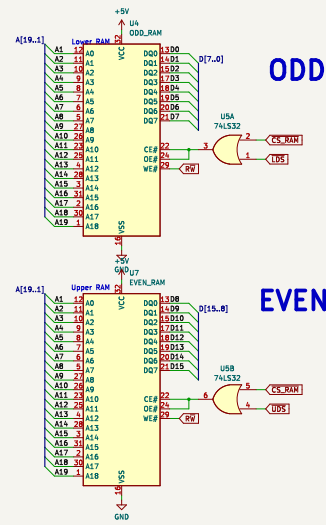 +5V
U4
ODD_RAM
A[19..1]
Lower RAM
32
VCC
A1 12 A0 DQ0 13 D0
A2 11 A1 DQ1 14 D1
A3 10 A2 DQ2 15 D2
A4 9 A3 DQ3 17 D3
A5 8 A4 DQ4 18 D4
A6 7 A5 DQ5 19 D5
A7 6 A6 DQ6 20 D6
A8 5 A7 DQ7 21 D7
A9 27 A8
A10 26 A9
A11 23 A10 CE# 22
A12 25 A11 OE# 24
A13 4 A12 WE# 29 RW
A14 28 A13
A15 3 A14
A16 31 A15
A17 2 A16
A18 30 A17
A19 1 A18
VSS
16
GND
D[7..0]
ODD
U5A
74LS32
3
2 CS_RAM
1 LDS
+5V
U7
EVEN_RAM
A[19..1]
Upper RAM
32
VCC
A1 12 A0 DQ0 13 D8
A2 11 A1 DQ1 14 D9
A3 10 A2 DQ2 15 D10
A4 9 A3 DQ3 17 D11
A5 8 A4 DQ4 18 D12
A6 7 A5 DQ5 19 D13
A7 6 A6 DQ6 20 D14
A8 5 A7 DQ7 21 D15
A9 27 A8
A10 26 A9
A11 23 A10 CE# 22
A12 25 A11 OE# 24
A13 4 A12 WE# 29 RW
A14 28 A13
A15 3 A14
A16 31 A15
A17 2 A16
A18 30 A17
A19 1 A18
VSS
16
GND
D[15..8]
EVEN
U5B
74LS32
6
5 CS_RAM
4 UDS